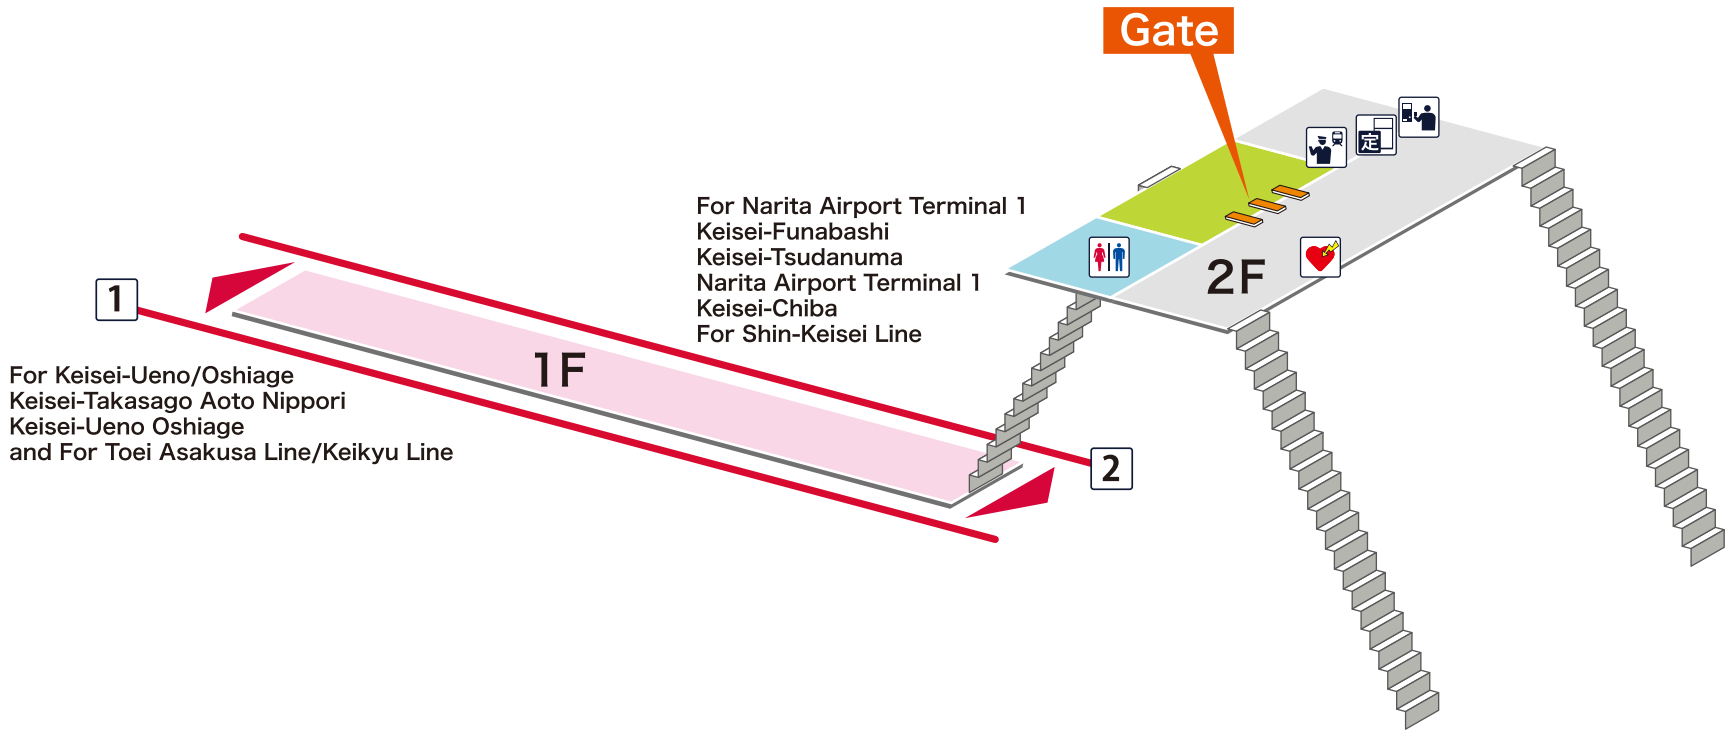 Gate
定
For Narita Airport Terminal 1
Keisei-Funabashi
Keisei-Tsudanuma
Narita Airport Terminal 1
Keisei-Chiba
For Shin-Keisei Line
2F
1
1F
For Keisei-Ueno/Oshiage
Keisei-Takasago Aoto Nippori
Keisei-Ueno Oshiage
and For Toei Asakusa Line/Keikyu Line
2